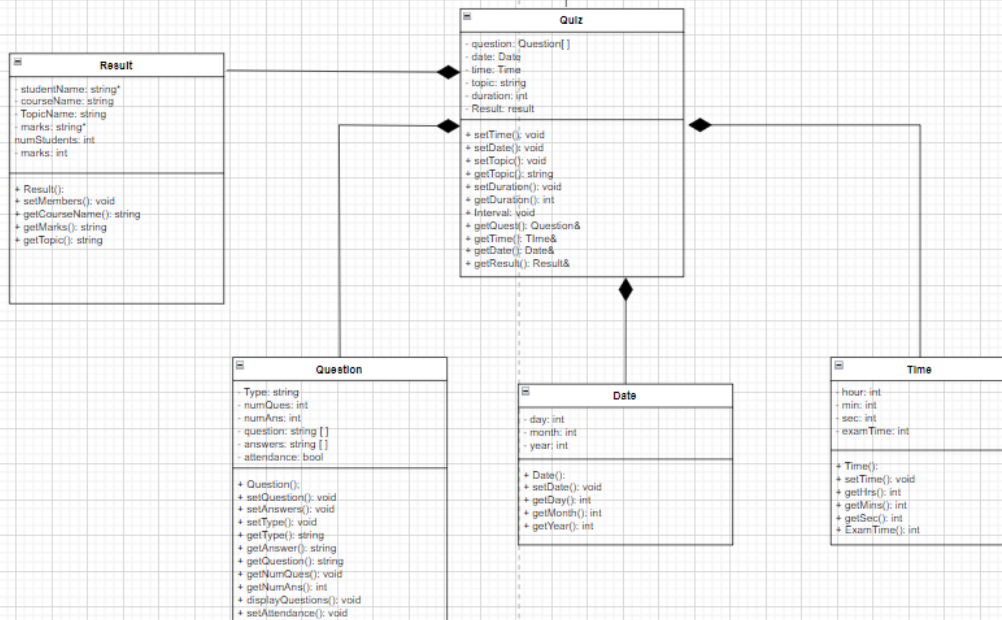 Quiz
- question: Question[ ]
- date: Date
- time: Time
- topic: string
- duration: int
- Result: result
+ setTime(): void
+ setDate(): void
+ setTopic(): void
+ getTopic(): string
+ setDuration(): void
+ getDuration(): int
+ Interval: void
+ getQuest(): Question&
+ getTime(): TIme&
+ getDate(): Date&
+ getResult(): Result&
Result
- studentName: string*
- courseName: string
- TopicName: string
- marks: string*
numStudents: int
- marks: int
+ Result():
+ setMembers(): void
+ getCourseName(): string
+ getMarks(): string
+ getTopic(): string
Question
- Type: string
- numQues: int
- numAns: int
- question: string [ ]
- answers: string [ ]
- attendance: bool
+ Question();
+ setQuestion(): void
+ setAnswers(): void
+ setType(): void
+ getType(): string
+ getAnswer(): string
+ getQuestion(): string
+ getNumQues(): void
+ getNumAns(): int
+ displayQuestions(): void
+ setAttendance(): void
Date
- day: int
- month: int
- year: int
+ Date():
+ setDate(): void
+ getDay(): int
+ getMonth(): int
+ getYear(): int
Time
- hour: int
- min: int
- sec: int
- examTime: int
+ Time():
+ setTime(): void
+ getHrs(): int
+ getMins(): int
+ getSec(): int
+ ExamTime(): int